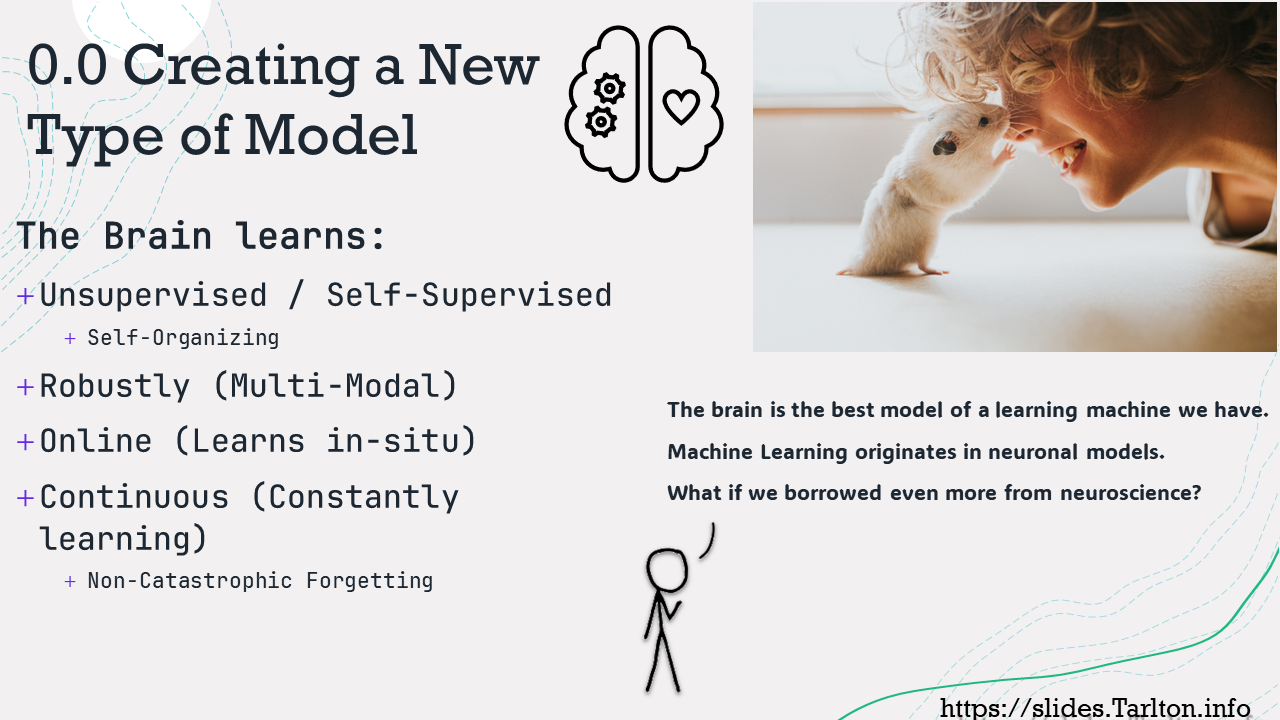 0.0 Creating a New
Type of Model
The Brain learns:
+Unsupervised / Self-Supervised
+ Self-Organizing
+Robustly (Multi-Modal)
+Online (Learns in-situ)
+Continuous (Constantly
learning)
+ Non-Catastrophic Forgetting
The brain is the best model of a learning machine we have.
Machine Learning originates in neuronal models.
What if we borrowed even more from neuroscience?
https://slides.Tarlton.info